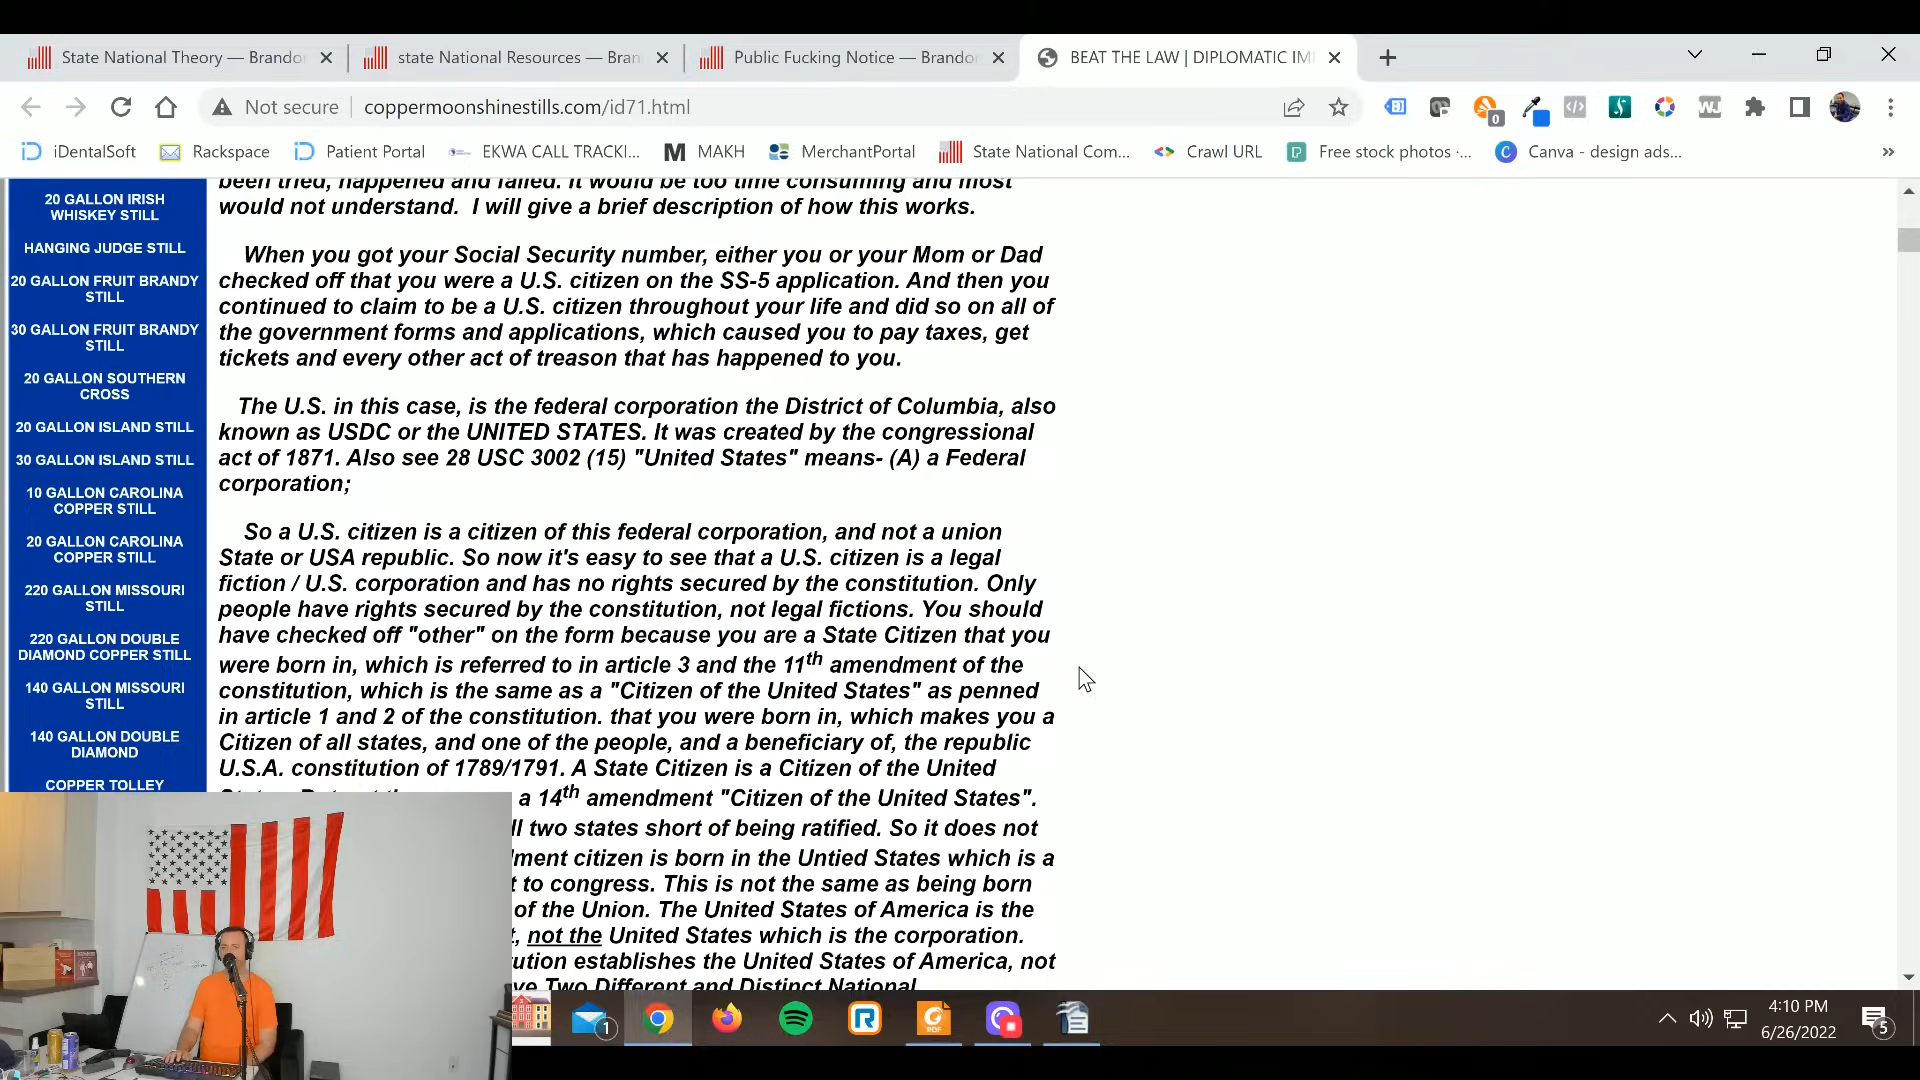 State National Theory — Brando
state National Resources — Bran
Public Fucking Notice — Brando
BEAT THE LAW | DIPLOMATIC IM
Not secure
coppermoonshinestills.com/id71.html
iDentalSoft
Rackspace
Patient Portal
EKWA CALL TRACKI...
MAKH
MerchantPortal
State National Com...
Crawl URL
Free stock photos ·...
Canva - design ads...
20 GALLON IRISH
WHISKEY STILL
HANGING JUDGE STILL
20 GALLON FRUIT BRANDY
STILL
30 GALLON FRUIT BRANDY
STILL
20 GALLON SOUTHERN
CROSS
20 GALLON ISLAND STILL
30 GALLON ISLAND STILL
10 GALLON CAROLINA
COPPER STILL
20 GALLON CAROLINA
COPPER STILL
220 GALLON MISSOURI
STILL
220 GALLON DOUBLE
DIAMOND COPPER STILL
140 GALLON MISSOURI
STILL
140 GALLON DOUBLE
DIAMOND
COPPER TOLLEY
been tried, happened and failed. It would be too time consuming and most
would not understand. I will give a brief description of how this works.
When you got your Social Security number, either you or your Mom or Dad
checked off that you were a U.S. citizen on the SS-5 application. And then you
continued to claim to be a U.S. citizen throughout your life and did so on all of
the government forms and applications, which caused you to pay taxes, get
tickets and every other act of treason that has happened to you.
The U.S. in this case, is the federal corporation the District of Columbia, also
known as USDC or the UNITED STATES. It was created by the congressional
act of 1871. Also see 28 USC 3002 (15) "United States" means- (A) a Federal
corporation;
So a U.S. citizen is a citizen of this federal corporation, and not a union
State or USA republic. So now it's easy to see that a U.S. citizen is a legal
fiction / U.S. corporation and has no rights secured by the constitution. Only
people have rights secured by the constitution, not legal fictions. You should
have checked off "other" on the form because you are a State Citizen that you
were born in, which is referred to in article 3 and the 11th amendment of the
constitution, which is the same as a "Citizen of the United States" as penned
in article 1 and 2 of the constitution. that you were born in, which makes you a
Citizen of all states, and one of the people, and a beneficiary of, the republic
U.S.A. constitution of 1789/1791. A State Citizen is a Citizen of the United
a 14th amendment "Citizen of the United States".
ll two states short of being ratified. So it does not
ment citizen is born in the Untied States which is a
t to congress. This is not the same as being born
of the Union. The United States of America is the
, not the United States which is the corporation.
ution establishes the United States of America, not
ve Two Different and Distinct National
4:10 PM
6/26/2022